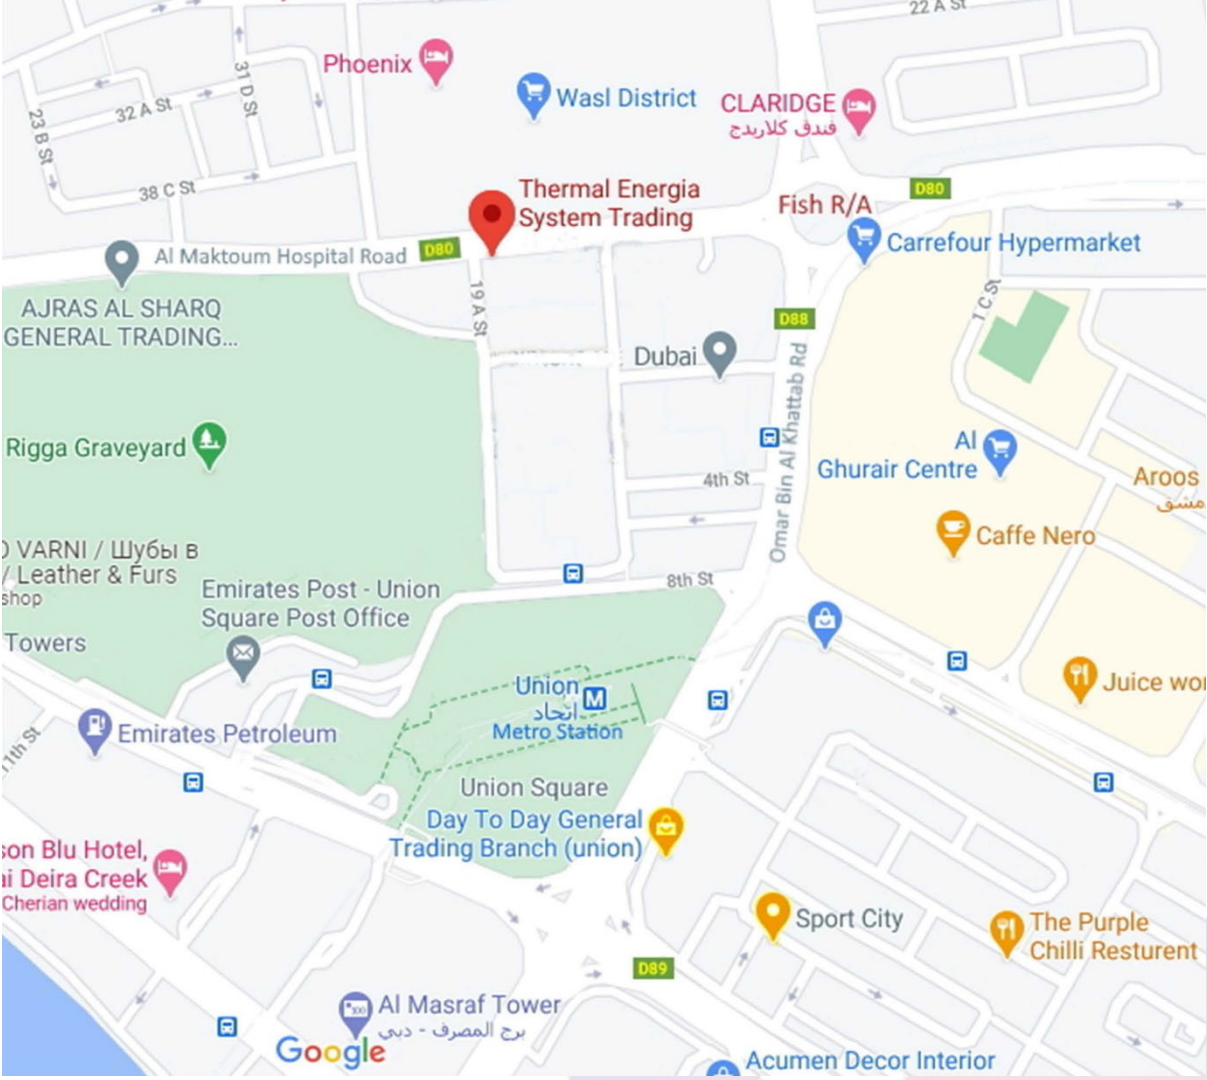 22 A St
Phoenix
31 D St
Wasl District
CLARIDGE
فندق كلاريدج
32 A St
23 B St
38 C St
Thermal Energia
System Trading
D80
Fish R/A
Al Maktoum Hospital Road
D80
Carrefour Hypermarket
AJRAS AL SHARQ
GENERAL TRADING...
19 A St
1 C St
D88
Dubai
Omar Bin Al Khattab Rd
Rigga Graveyard
Al
Ghurair Centre
4th St
Aroos
مشق
Caffe Nero
VARNI / Шубы в
/ Leather & Furs
shop
8th St
Emirates Post - Union
Square Post Office
Towers
Union
اتحاد
Metro Station
M
Juice wor
11th St
Emirates Petroleum
Union Square
Day To Day General
Trading Branch (union)
son Blu Hotel,
ai Deira Creek
Cherian wedding
Sport City
The Purple
Chilli Resturent
D89
Al Masraf Tower
برج المصرف - دبي
Google
Acumen Decor Interior